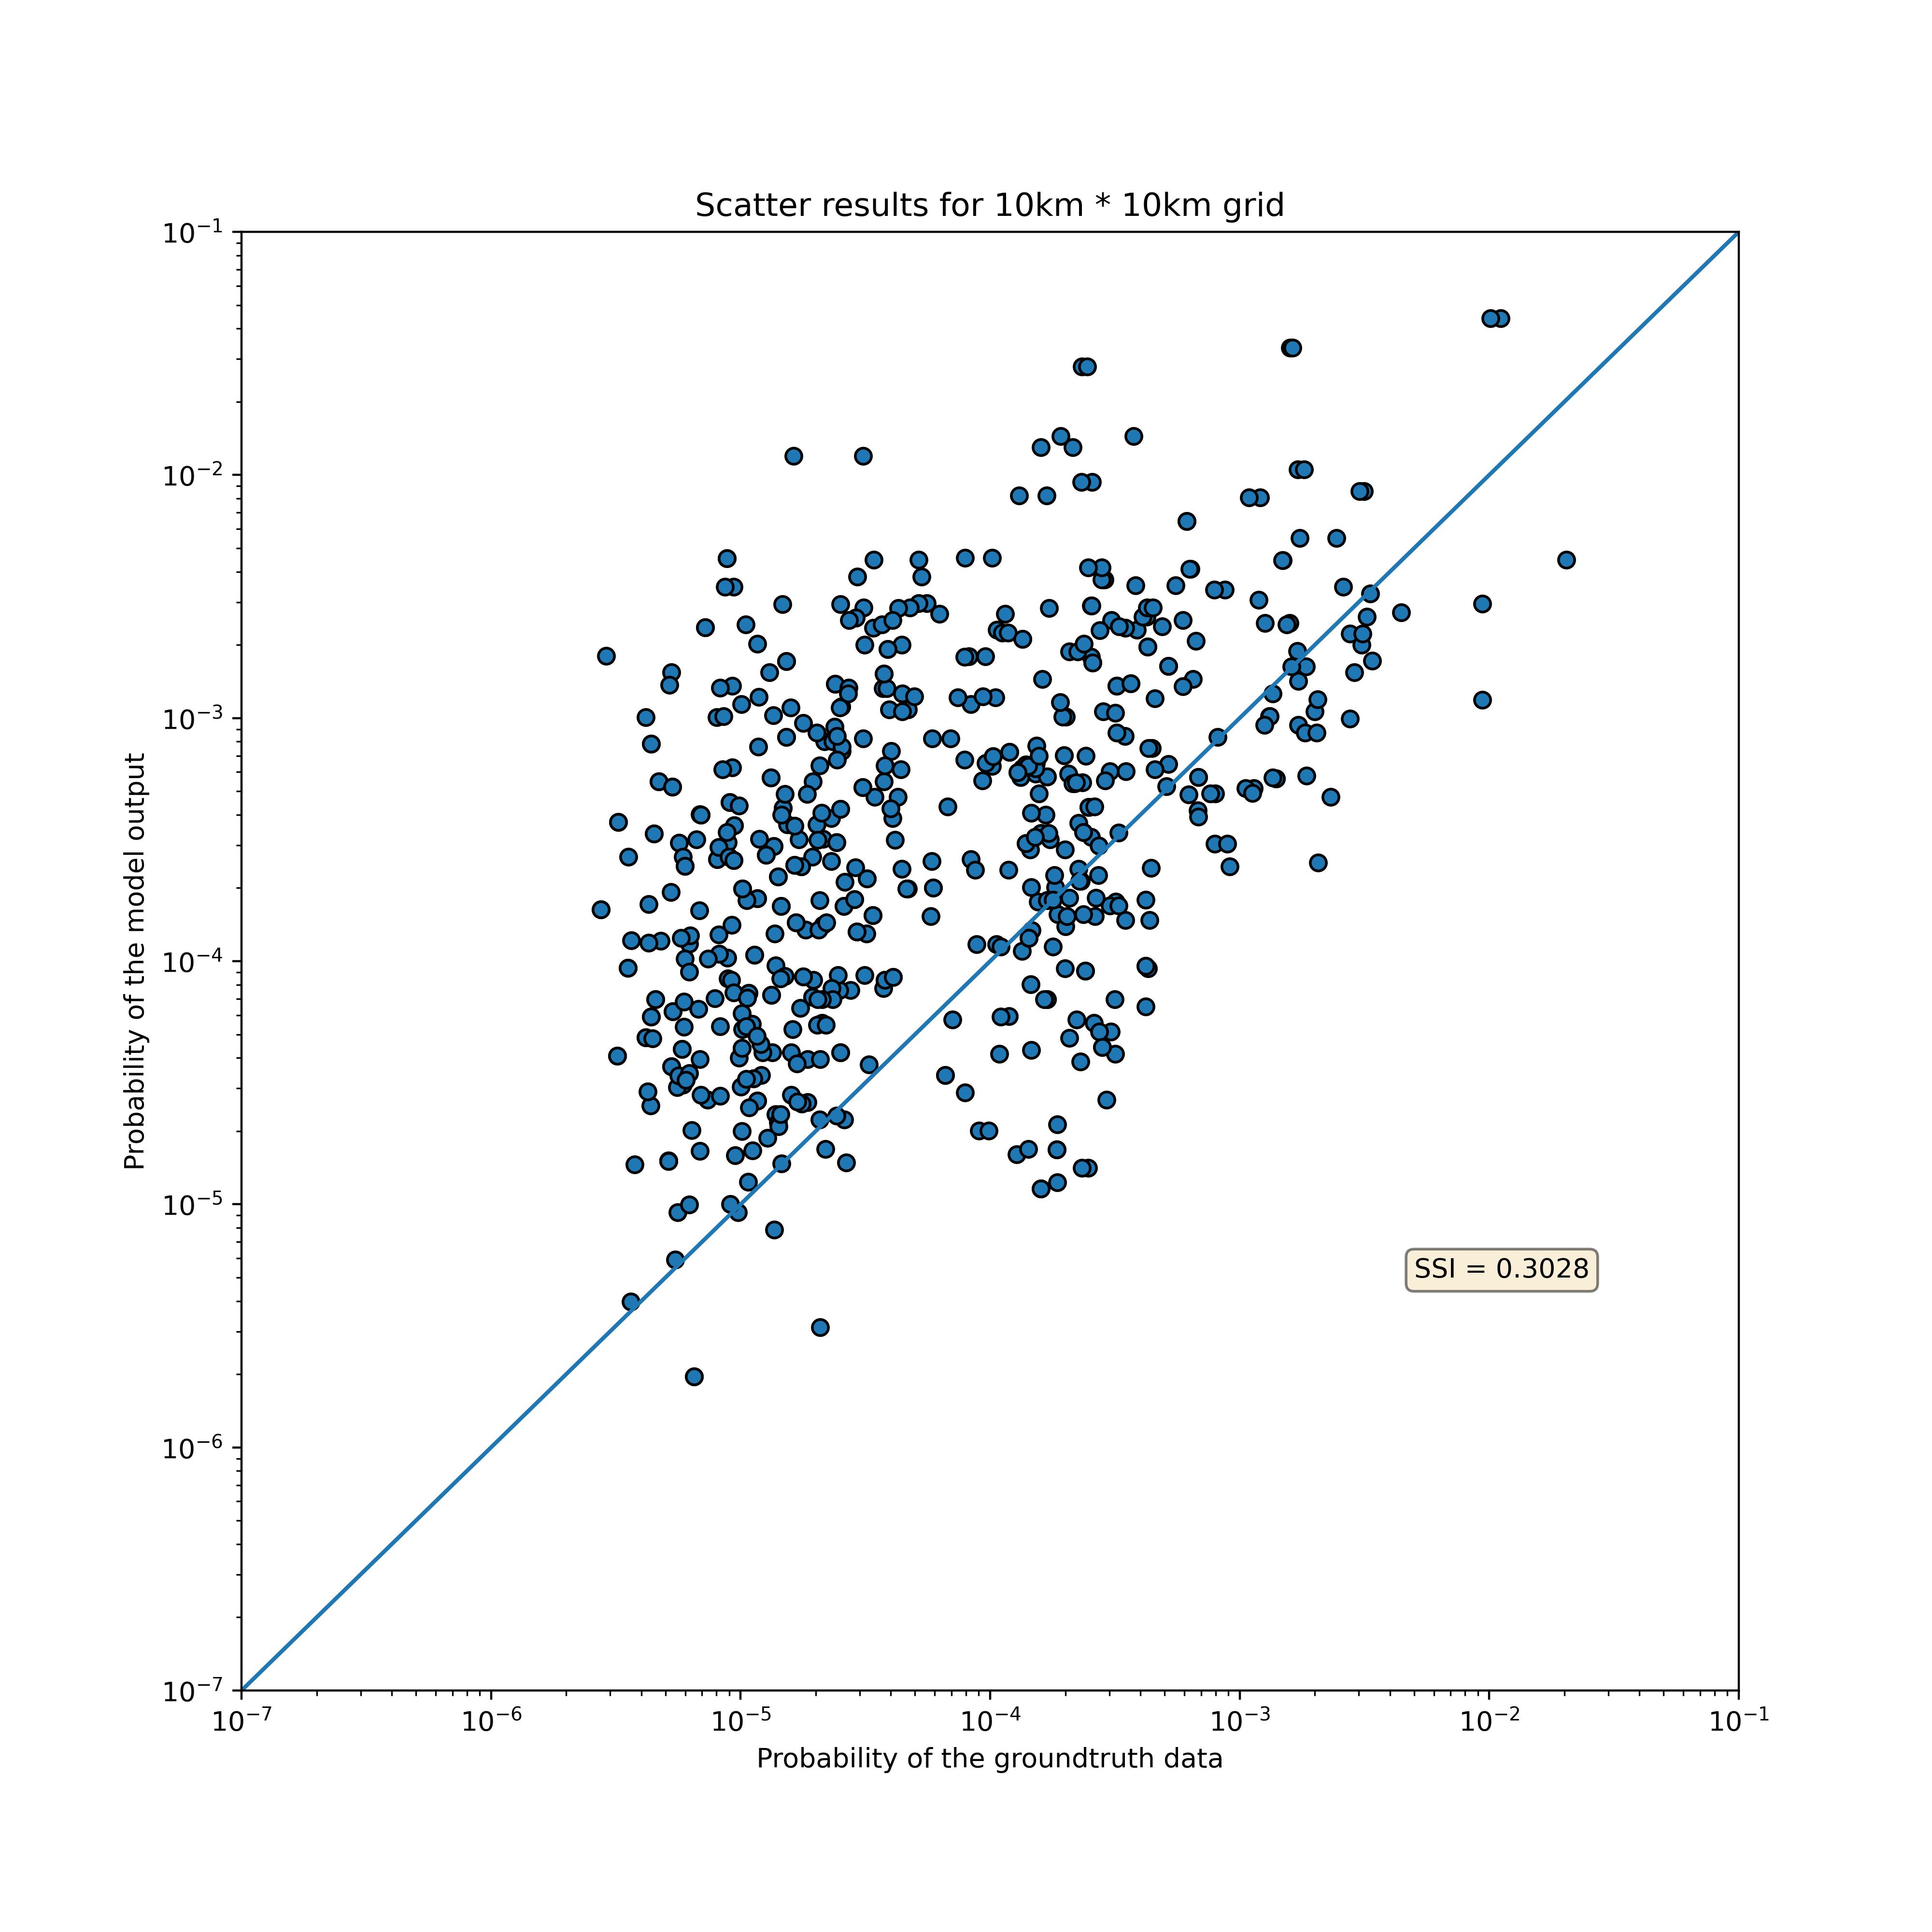 Scatter results for 10km * 10km grid
10⁻¹
10⁻²
10⁻³
10⁻⁴
10⁻⁵
10⁻⁶
10⁻⁷
Probability of the model output
SSI = 0.3028
10⁻⁷ 10⁻⁶ 10⁻⁵ 10⁻⁴ 10⁻³ 10⁻² 10⁻¹
Probability of the groundtruth data